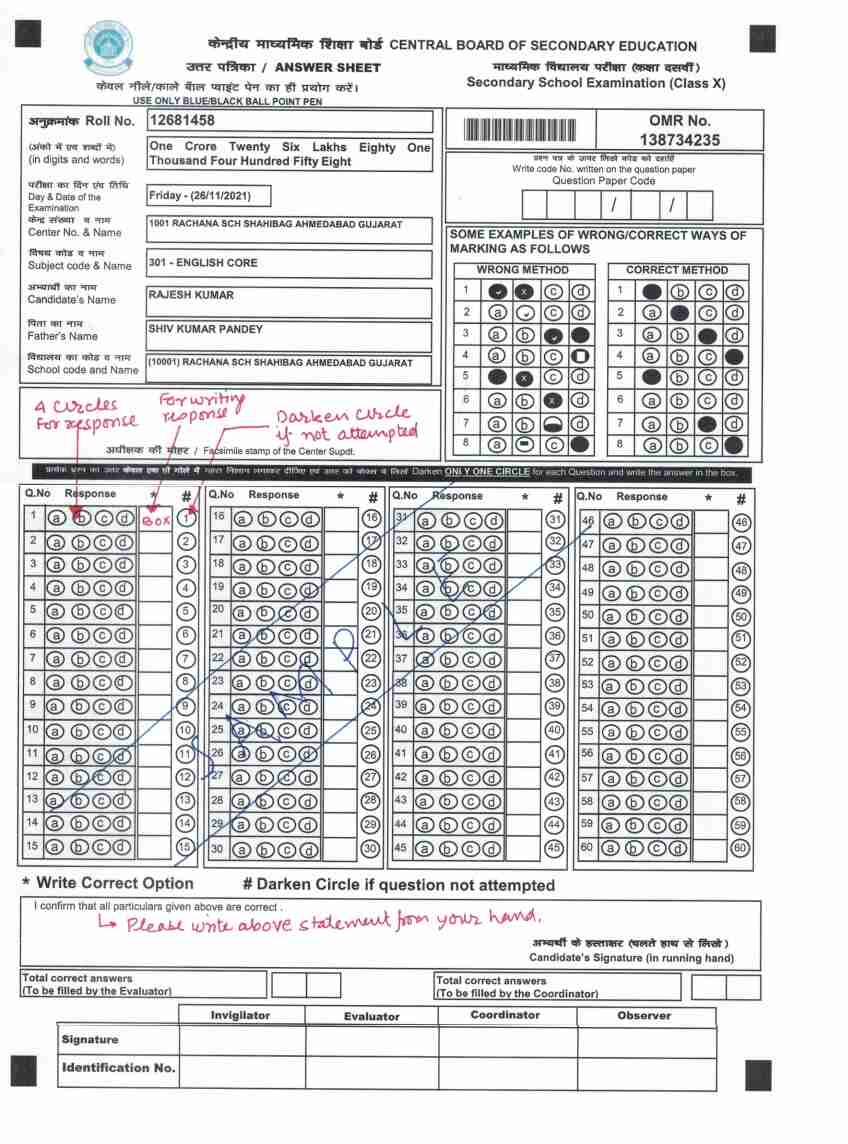 केन्द्रीय माध्यमिक शिक्षा बोर्ड CENTRAL BOARD OF SECONDARY EDUCATION
उत्तर पत्रिका / ANSWER SHEET
माध्यमिक विद्यालय परीक्षा (कक्षा दसवीं)
Secondary School Examination (Class X)
केवल नीले/काले बॅाल प्वाइंट पेन का ही प्रयोग करें।
USE ONLY BLUE/BLACK BALL POINT PEN
अनुक्रमांक Roll No. 12681458
(अंको में एवं शब्दों में)
(in digits and words)
One Crore Twenty Six Lakhs Eighty One
Thousand Four Hundred Fifty Eight
परीक्षा का दिन एंव तिथि
Day & Date of the
Examination
Friday - (26/11/2021)
केन्द्र संख्या व नाम
Center No. & Name
1001 RACHANA SCH SHAHIBAG AHMEDABAD GUJARAT
विषय कोड व नाम
Subject code & Name
301 - ENGLISH CORE
अभ्यार्थी का नाम
Candidate's Name
RAJESH KUMAR
पिता का नाम
Father's Name
SHIV KUMAR PANDEY
विद्यालय का कोड व नाम
School code and Name
(10001) RACHANA SCH SHAHIBAG AHMEDABAD GUJARAT
OMR No.
138734235
Write code No. written on the question paper
Question Paper Code
/ /
SOME EXAMPLES OF WRONG/CORRECT WAYS OF
MARKING AS FOLLOWS
WRONG METHOD CORRECT METHOD
1 c d 1 b c d
2 a c d 2 a c d
3 a b 3 a b d
4 a b c 4 a b c
5 x c d 5 b c d
6 a b x d 6 a b c d
7 a b d 7 a b d
8 a 8 a b c
4 circles
For response
For writing
response
Darken circle
if not attempted
अधीक्षक की मोहर / Facsimile stamp of the Center Supdt.
Darken ONLY ONE CIRCLE for each Question and write the answer in the box.
Q.No Response * # Q.No Response * # Q.No Response * # Q.No Response * #
1 a b c d BOX 1 16 a b c d 16 31 a b c d 31 46 a b c d 46
2 a b c d 2 17 a b c d 17 32 a b c d 32 47 a b c d 47
3 a b c d 3 18 a b c d 18 33 a b c d 33 48 a b c d 48
4 a b c d 4 19 a b c d 19 34 a b c d 34 49 a b c d 49
5 a b c d 5 20 a b c d 20 35 a b c d 35 50 a b c d 50
6 a b c d 6 21 a b c d 21 36 a b c d 36 51 a b c d 51
7 a b c d 7 22 a b c d 22 37 a b c d 37 52 a b c d 52
8 a b c d 8 23 a b c d 23 38 a b c d 38 53 a b c d 53
9 a b c d 9 24 a b c d 24 39 a b c d 39 54 a b c d 54
10 a b c d 10 25 a b c d 25 40 a b c d 40 55 a b c d 55
11 a b c d 11 26 a b c d 26 41 a b c d 41 56 a b c d 56
12 a b c d 12 27 a b c d 27 42 a b c d 42 57 a b c d 57
13 a b c d 13 28 a b c d 28 43 a b c d 43 58 a b c d 58
14 a b c d 14 29 a b c d 29 44 a b c d 44 59 a b c d 59
15 a b c d 15 30 a b c d 30 45 a b c d 45 60 a b c d 60
SAMPLE
* Write Correct Option # Darken Circle if question not attempted
I confirm that all particulars given above are correct .
Please write above statement from your hand.
अभ्यर्थी के हस्ताक्षर (चलते हाथ से लिखें)
Candidate's Signature (in running hand)
Total correct answers
(To be filled by the Evaluator)
Total correct answers
(To be filled by the Coordinator)
Invigilator Evaluator Coordinator Observer
Signature
Identification No.